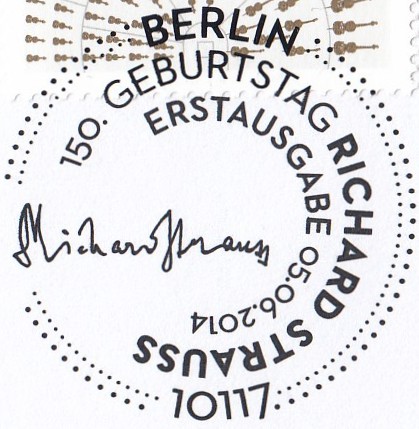 BERLIN
150. GEBURTSTAG RICHARD STRAUSS
ERSTAUSGABE 05.06.2014
Richard Strauss
10117